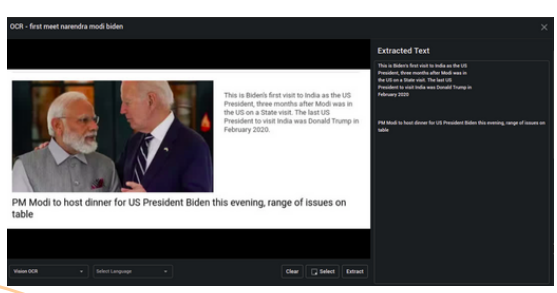 OCR - first meet narendra modi biden
This is Biden's first visit to India as the US
President, three months after Modi was in
the US on a State visit. The last US
President to visit India was Donald Trump in
February 2020.
PM Modi to host dinner for US President Biden this evening, range of issues on
table
Vision OCR
Select Language
Clear
Select
Extract
Extracted Text
This is Biden's first visit to India as the US
President, three months after Modi was in
the US on a State visit. The last US
President to visit India was Donald Trump in
February 2020
PM Modi to host dinner for US President Biden this evening, range of issues on
table